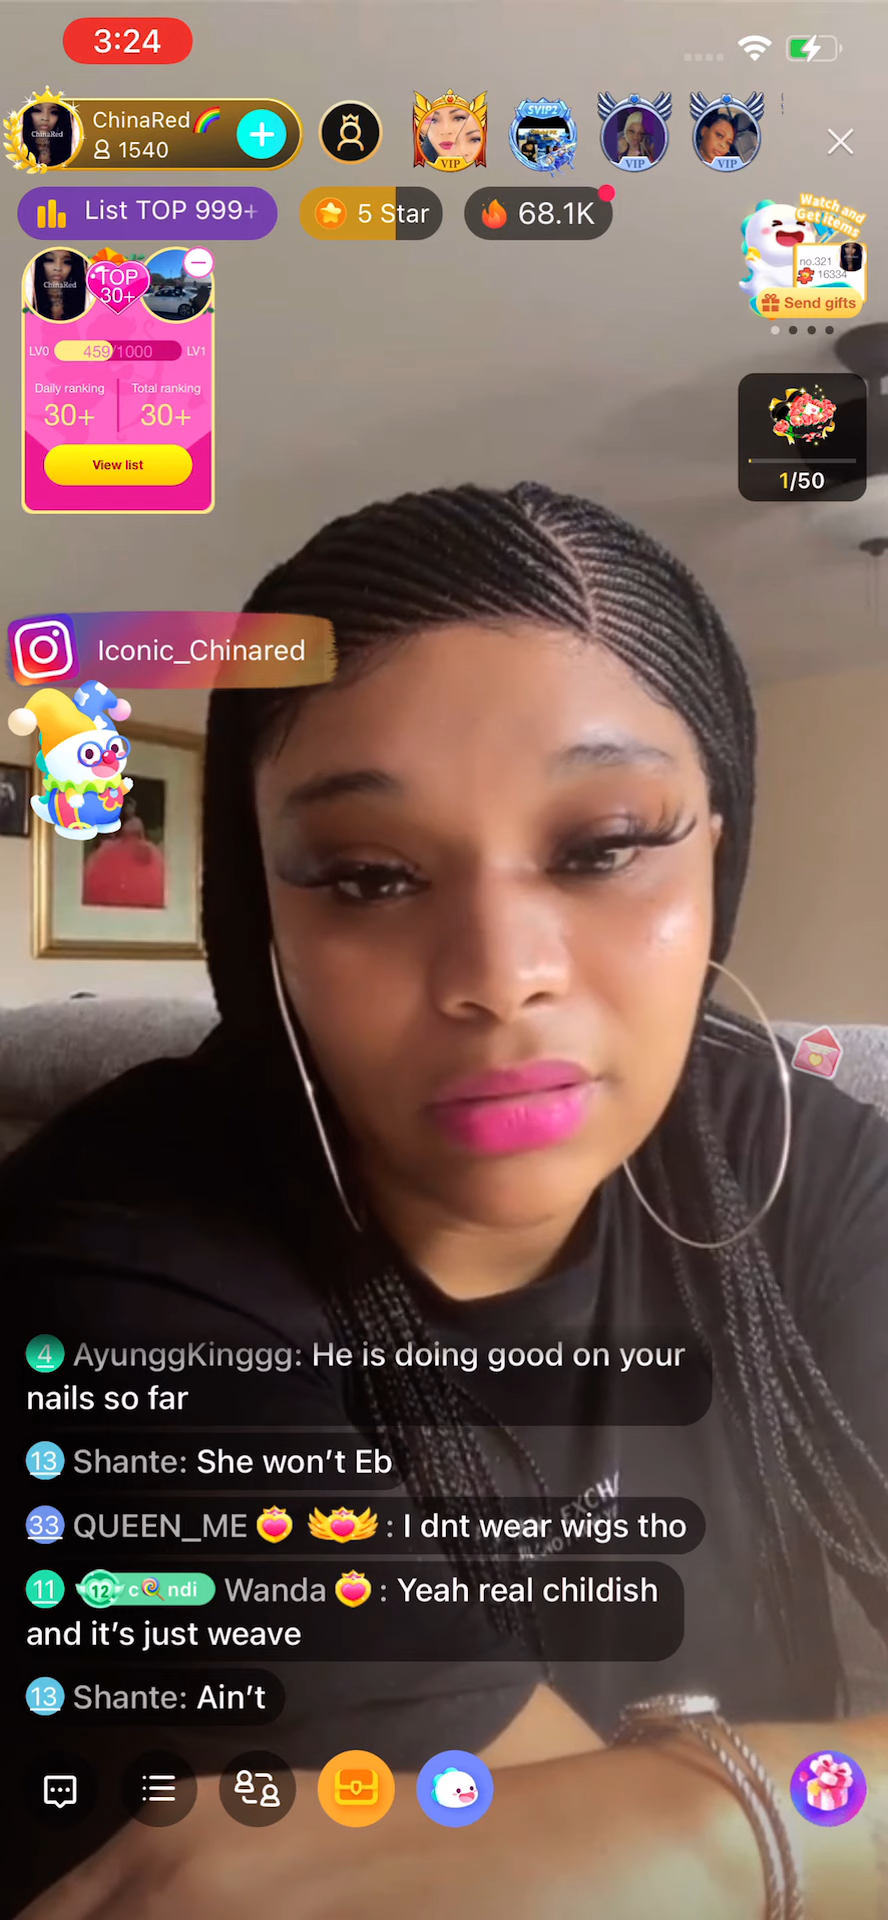 3:24
ChinaRed🌈
1540
ChinaRed
VIP
SVIP2
VIP
VIP
List TOP 999+
5 Star
68.1K
Watch and
Get items
no.321
16334
Send gifts
ChinaRed
TOP
30+
LV0
459/1000
LV1
Daily ranking
Total ranking
30+
30+
View list
1/50
Iconic_Chinared
4 AyunggKinggg: He is doing good on your
nails so far
13 Shante: She won't Eb
33 QUEEN_ME : I dnt wear wigs tho
11 12 c🍭ndi Wanda : Yeah real childish
and it's just weave
13 Shante: Ain't